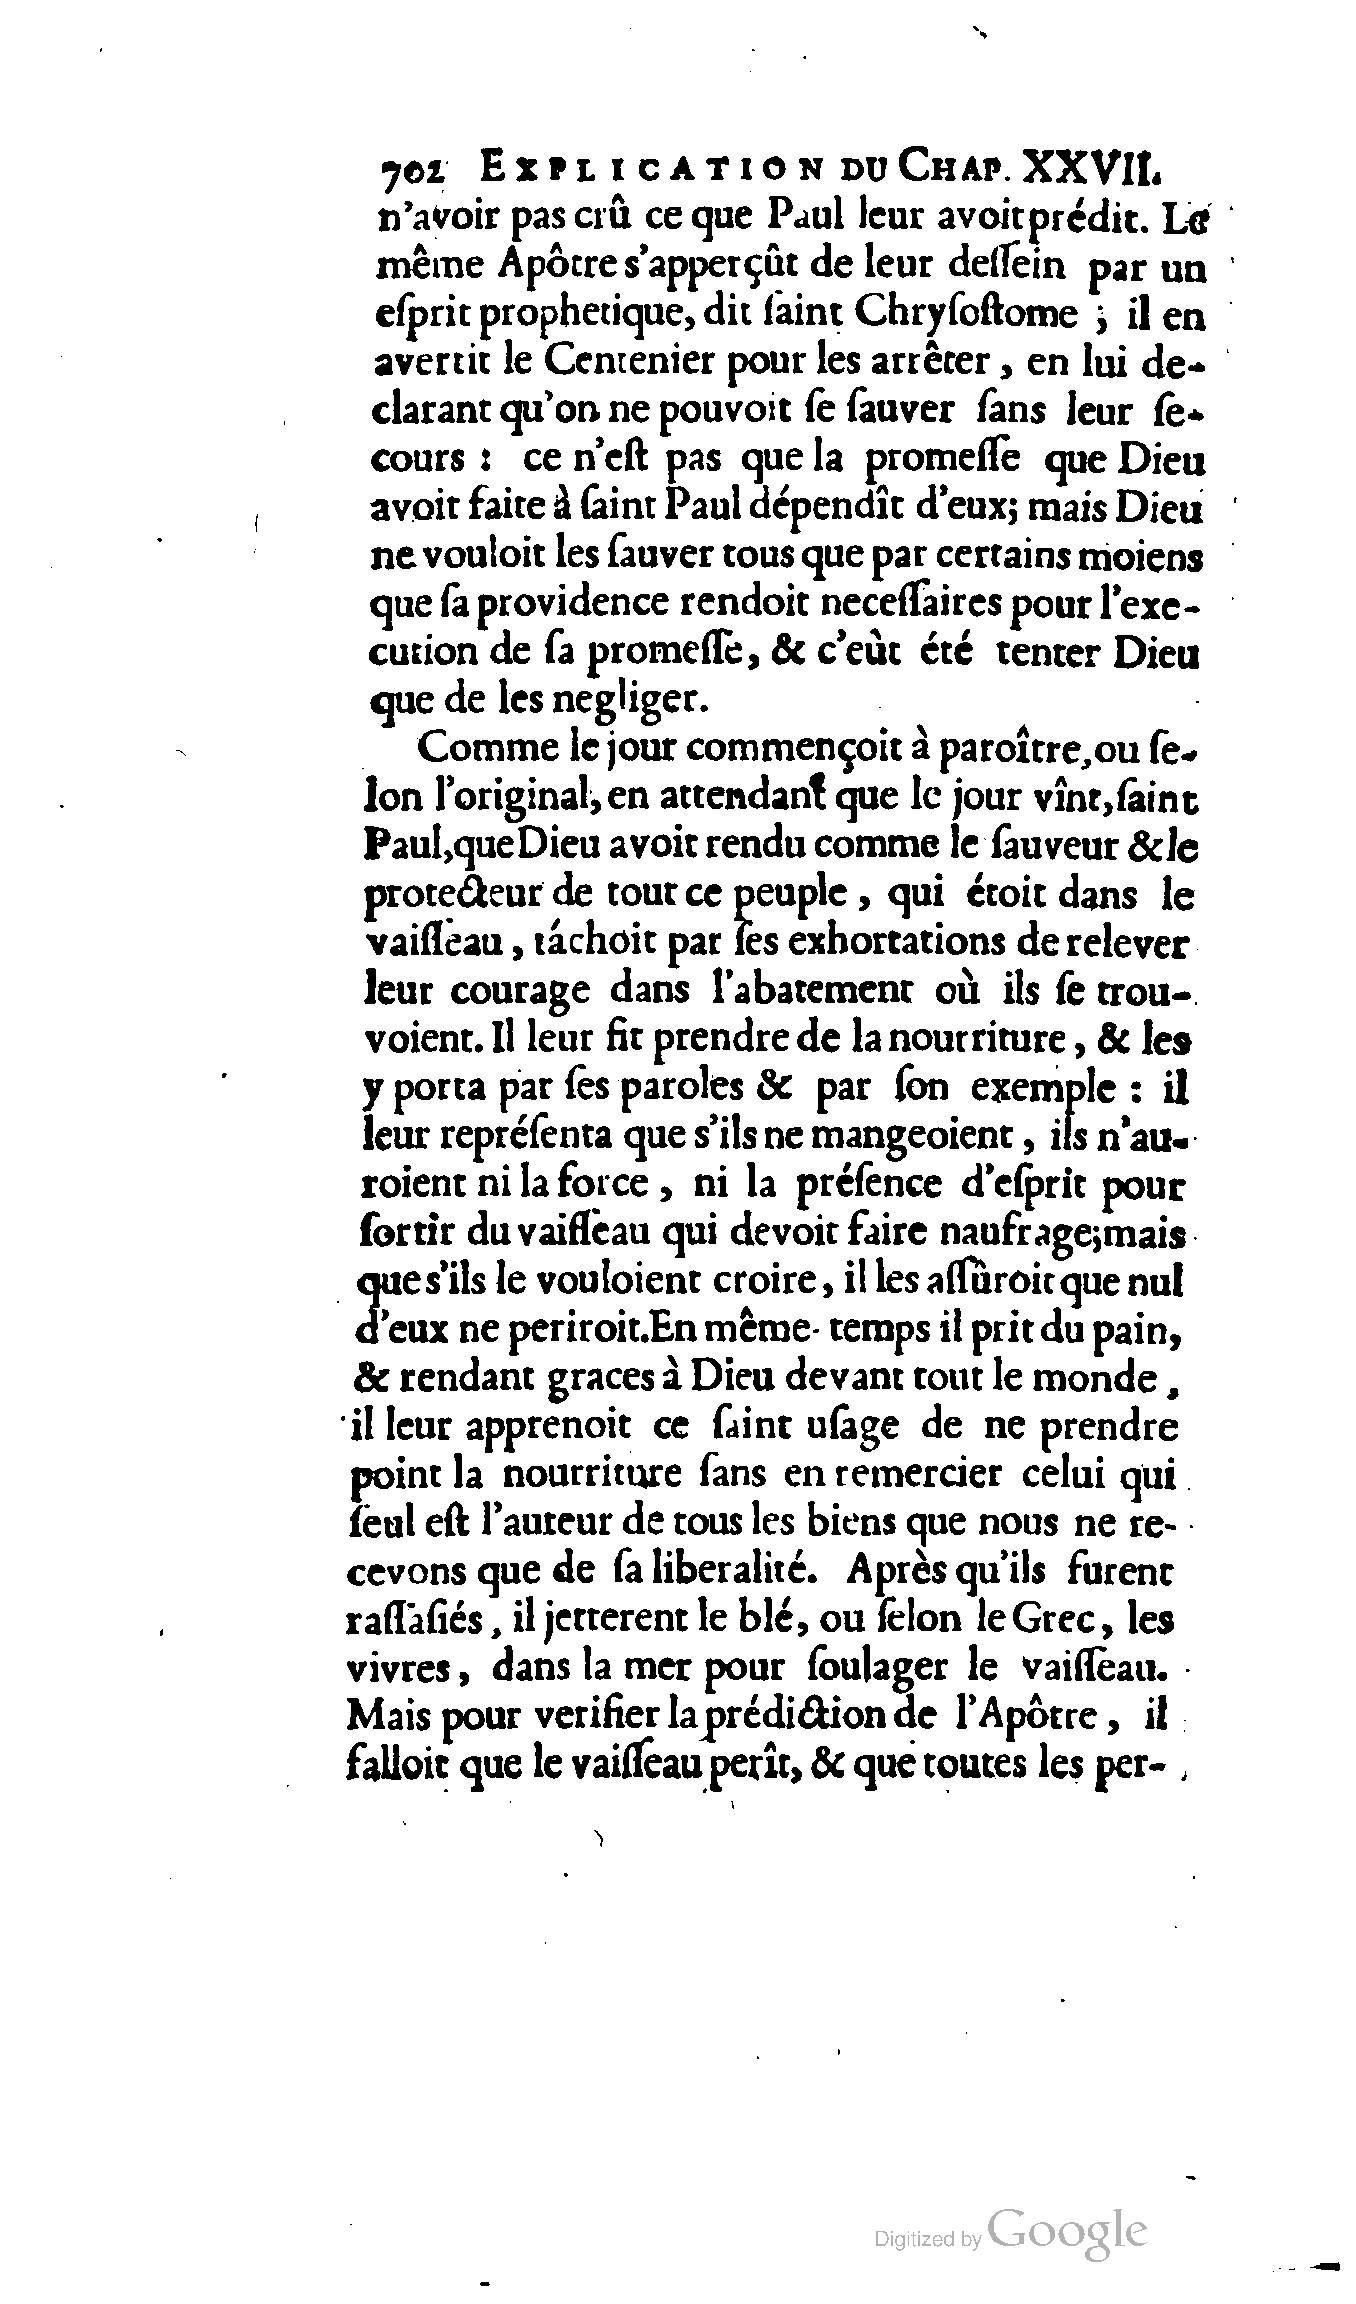 702 EXPLICATION DU CHAP. XXVII.
n'avoir pas crû ce que Paul leur avoit prédit. Le
même Apôtre s'apperçût de leur deſſein par un
eſprit prophetique, dit ſaint Chryſoſtome ; il en
avertit le Centenier pour les arrêter, en lui de-
clarant qu'on ne pouvoit ſe ſauver ſans leur ſe-
cours : ce n'eſt pas que la promeſſe que Dieu
avoit faite à ſaint Paul dépendît d'eux; mais Dieu
ne vouloit les ſauver tous que par certains moiens
que ſa providence rendoit neceſſaires pour l'exe-
cution de ſa promeſſe, & c'eût été tenter Dieu
que de les negliger.
Comme le jour commençoit à paroître, ou ſe-
lon l'original, en attendant que le jour vînt, ſaint
Paul, que Dieu avoit rendu comme le ſauveur & le
protecteur de tout ce peuple, qui étoit dans le
vaiſſeau, tâchoit par ſes exhortations de relever
leur courage dans l'abatement où ils ſe trou-
voient. Il leur fit prendre de la nourriture, & les
y porta par ſes paroles & par ſon exemple : il
leur repréſenta que s'ils ne mangeoient, ils n'au-
roient ni la force, ni la préſence d'eſprit pour
ſortir du vaiſſeau qui devoit faire naufrage; mais
que s'ils le vouloient croire, il les aſſûroit que nul
d'eux ne periroit. En même temps il prit du pain,
& rendant graces à Dieu devant tout le monde,
il leur apprenoit ce ſaint uſage de ne prendre
point la nourriture ſans en remercier celui qui
ſeul eſt l'auteur de tous les biens que nous ne re-
cevons que de ſa liberalité. Après qu'ils furent
raſſaſiés, il jetterent le blé, ou ſelon le Grec, les
vivres, dans la mer pour ſoulager le vaiſſeau.
Mais pour verifier la prédiction de l'Apôtre, il
falloit que le vaiſſeau perît, & que toutes les per-
Digitized by Google